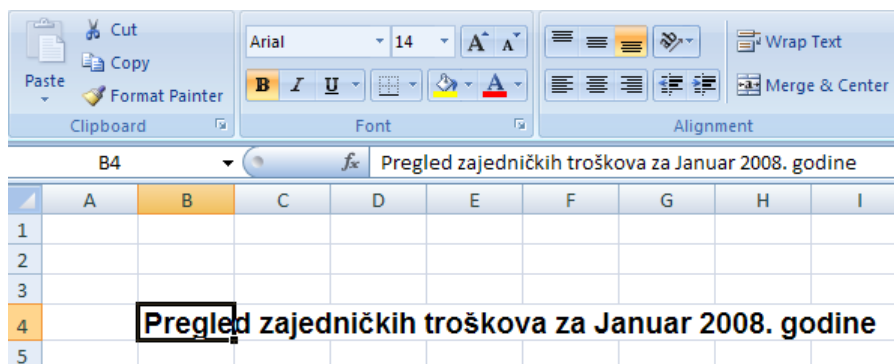 Cut
Copy
Format Painter
Paste
Clipboard
Arial
14
A A
B I U
A
Font
Wrap Text
Merge & Center
Alignment
B4
fx Pregled zajedničkih troškova za Januar 2008. godine
A B C D E F G H I
1
2
3
4 Pregled zajedničkih troškova za Januar 2008. godine
5